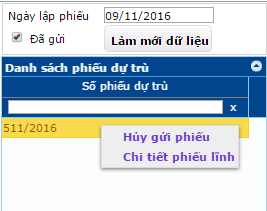 Ngày lập phiếu 09/11/2016
Đã gửi Làm mới dữ liệu
Danh sách phiếu dự trù
Số phiếu dự trù
x
511/2016
Hủy gửi phiếu
Chi tiết phiếu lĩnh